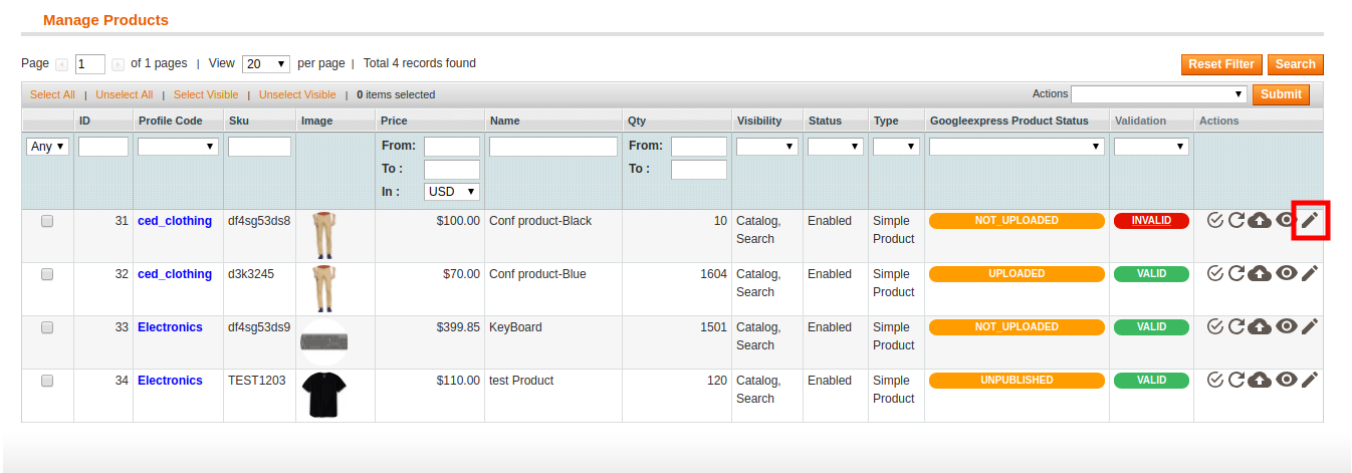 Manage Products
Page 1 of 1 pages | View 20 per page | Total 4 records found Reset Filter Search
Select All | Unselect All | Select Visible | Unselect Visible | 0 items selected Actions Submit
ID Profile Code Sku Image Price Name Qty Visibility Status Type Googleexpress Product Status Validation Actions
Any From: From:
To : To :
In : USD
31 ced_clothing df4sg53ds8 $100.00 Conf product-Black 10 Catalog, Enabled Simple NOT_UPLOADED INVALID
Search Product
32 ced_clothing d3k3245 $70.00 Conf product-Blue 1604 Catalog, Enabled Simple UPLOADED VALID
Search Product
33 Electronics df4sg53ds9 $399.85 KeyBoard 1501 Catalog, Enabled Simple NOT_UPLOADED VALID
Search Product
34 Electronics TEST1203 $110.00 test Product 120 Catalog, Enabled Simple UNPUBLISHED VALID
Search Product